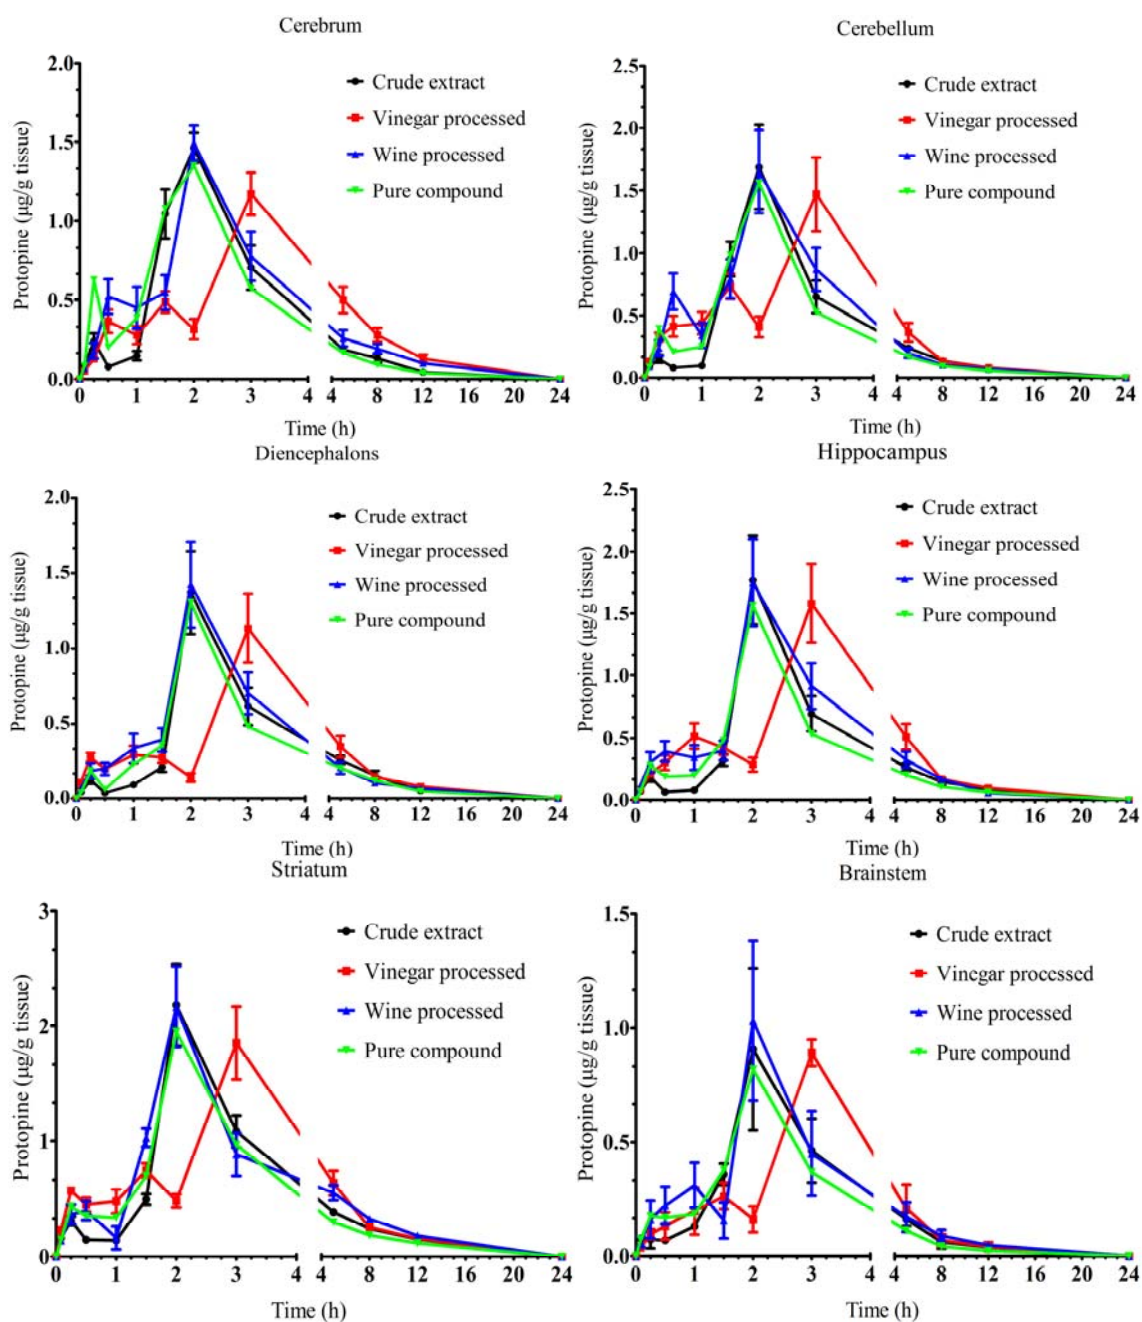 Cerebrum
Cerebellum
Protopine (µg/g tissue)
2.0
1.5
1.0
0.5
0.0
Crude extract
Vinegar processed
Wine processed
Pure compound
0 1 2 3 4 4 8 12 16 20 24
Time (h)
Protopine (µg/g tissue)
2.5
2.0
1.5
1.0
0.5
0.0
Crude extract
Vinegar processed
Wine processed
Pure compound
0 1 2 3 4 4 8 12 16 20 24
Time (h)
Diencephalons
Hippocampus
Protopine (µg/g tissue)
2.0
1.5
1.0
0.5
0.0
Crude extract
Vinegar processed
Wine processed
Pure compound
0 1 2 3 4 4 8 12 16 20 24
Time (h)
Protopine (µg/g tissue)
2.5
2.0
1.5
1.0
0.5
0.0
Crude extract
Vinegar processed
Wine processed
Pure compound
0 1 2 3 4 4 8 12 16 20 24
Time (h)
Striatum
Brainstem
Protopine (µg/g tissue)
3
2
1
0
Crude extract
Vinegar processed
Wine processed
Pure compound
0 1 2 3 4 4 8 12 16 20 24
Time (h)
Protopine (µg/g tissue)
1.5
1.0
0.5
0.0
Crude extract
Vinegar processed
Wine processed
Pure compound
0 1 2 3 4 4 8 12 16 20 24
Time (h)